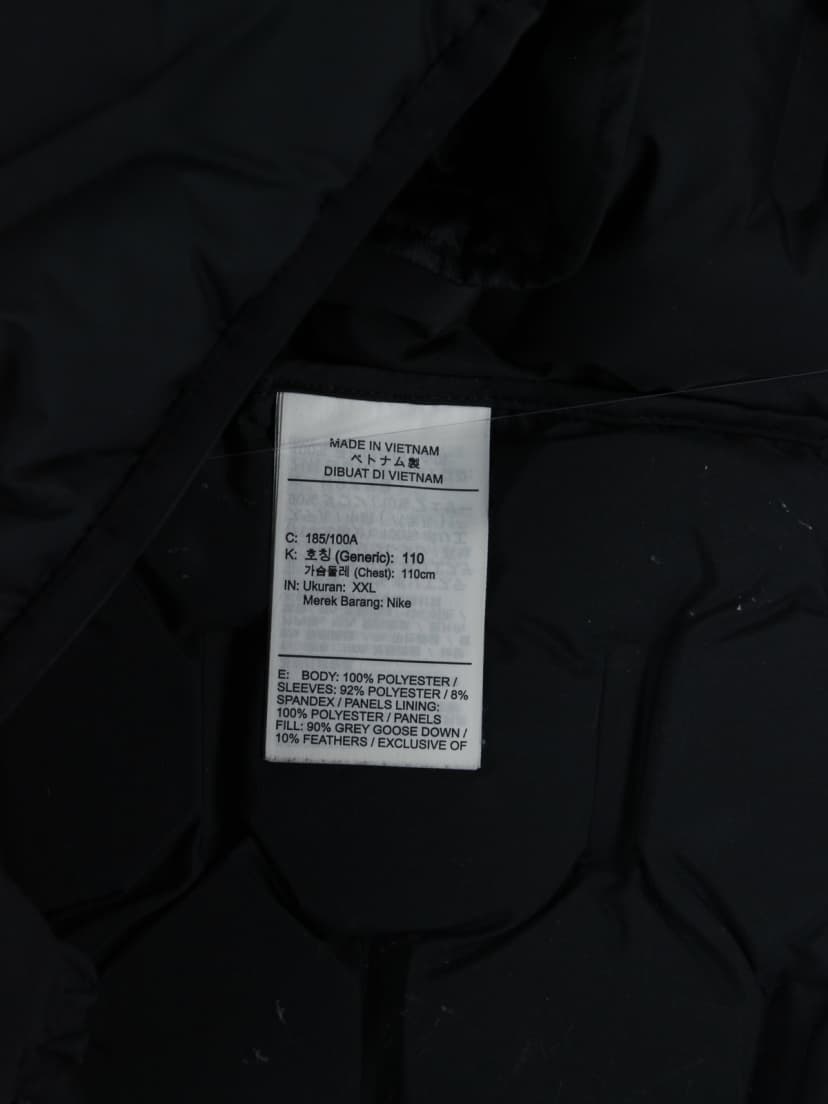 MADE IN VIETNAM
ベトナム製
DIBUAT DI VIETNAM
C: 185/100A
K: 호칭 (Generic): 110
가슴둘레 (Chest): 110cm
IN: Ukuran: XXL
Merek Barang: Nike
E: BODY: 100% POLYESTER /
SLEEVES: 92% POLYESTER / 8%
SPANDEX / PANELS LINING:
100% POLYESTER / PANELS
FILL: 90% GREY GOOSE DOWN /
10% FEATHERS / EXCLUSIVE OF